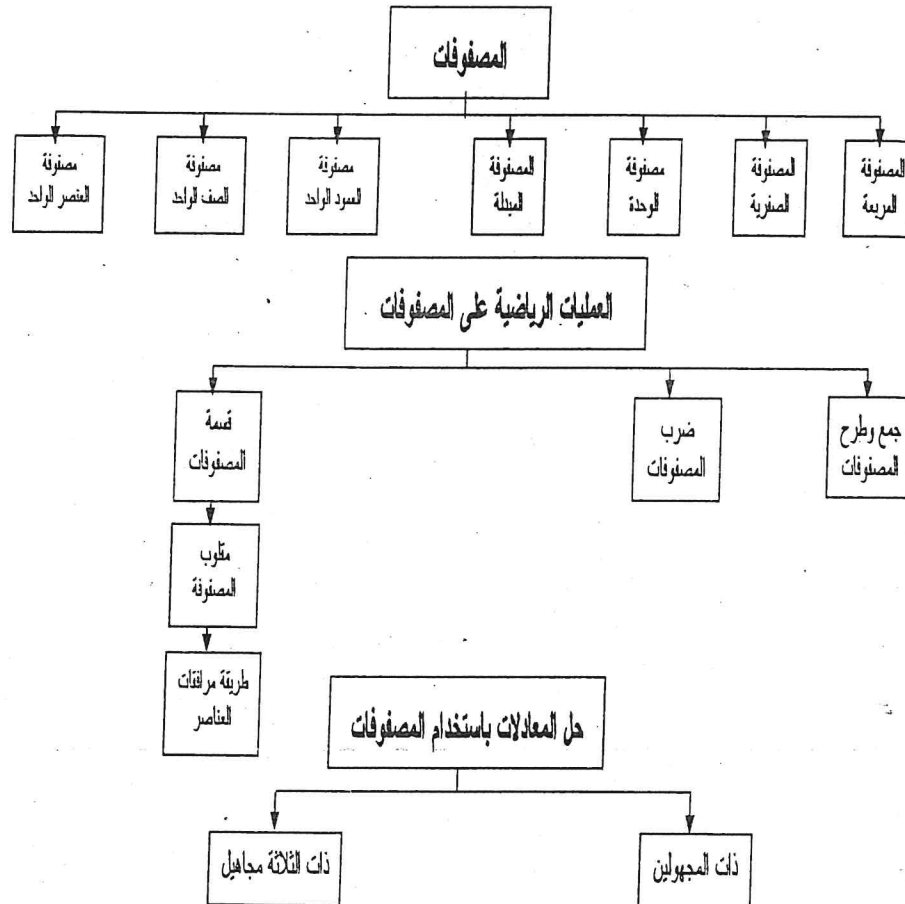 المصفوفات
المصفوفة
المربعة
المصفوفة
الصفرية
مصفوفة
الوحدة
المصفوفة
المبدلة
مصفوفة
العمود الواحد
مصفوفة
الصف الواحد
مصفوفة
العنصر الواحد
العمليات الرياضية على المصفوفات
جمع وطرح
المصفوفات
ضرب
المصفوفات
قسمة
المصفوفات
مقلوب
المصفوفة
طريقة مرافقات
العناصر
حل المعادلات باستخدام المصفوفات
ذات المجهولين
ذات الثلاثة مجاهيل